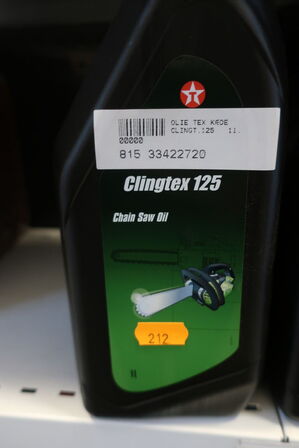 OLIE TEX KÆDE
CLINGT.125 1l.
00000
815 33422720
Clingtex 125
Chain Saw Oil
212